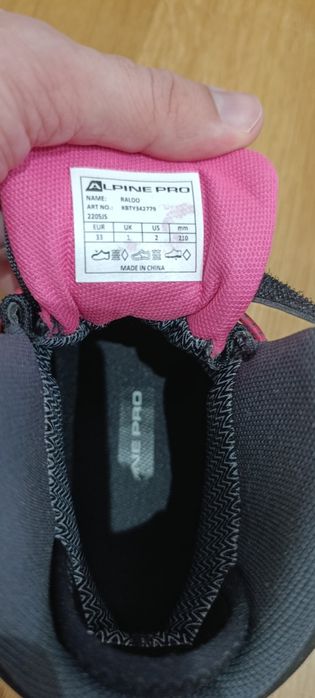 ALPINE PRO
NAME: RALDO
ART NO.: KBTY342779
2205JS
EUR UK US mm
33 1 2 210
MADE IN CHINA
INE PRO